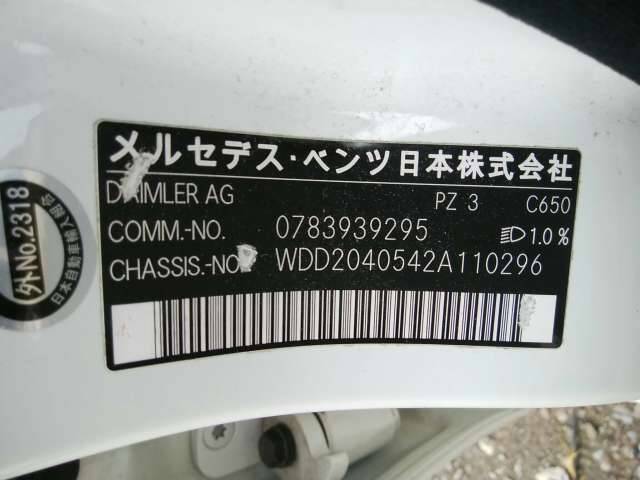 メルセデス・ベンツ日本株式会社
DAIMLER AG PZ 3 C650
COMM.-NO. 0783939295 1.0%
CHASSIS.-NO. WDD2040542A110296
外No.2318
日本自動車輸入組合